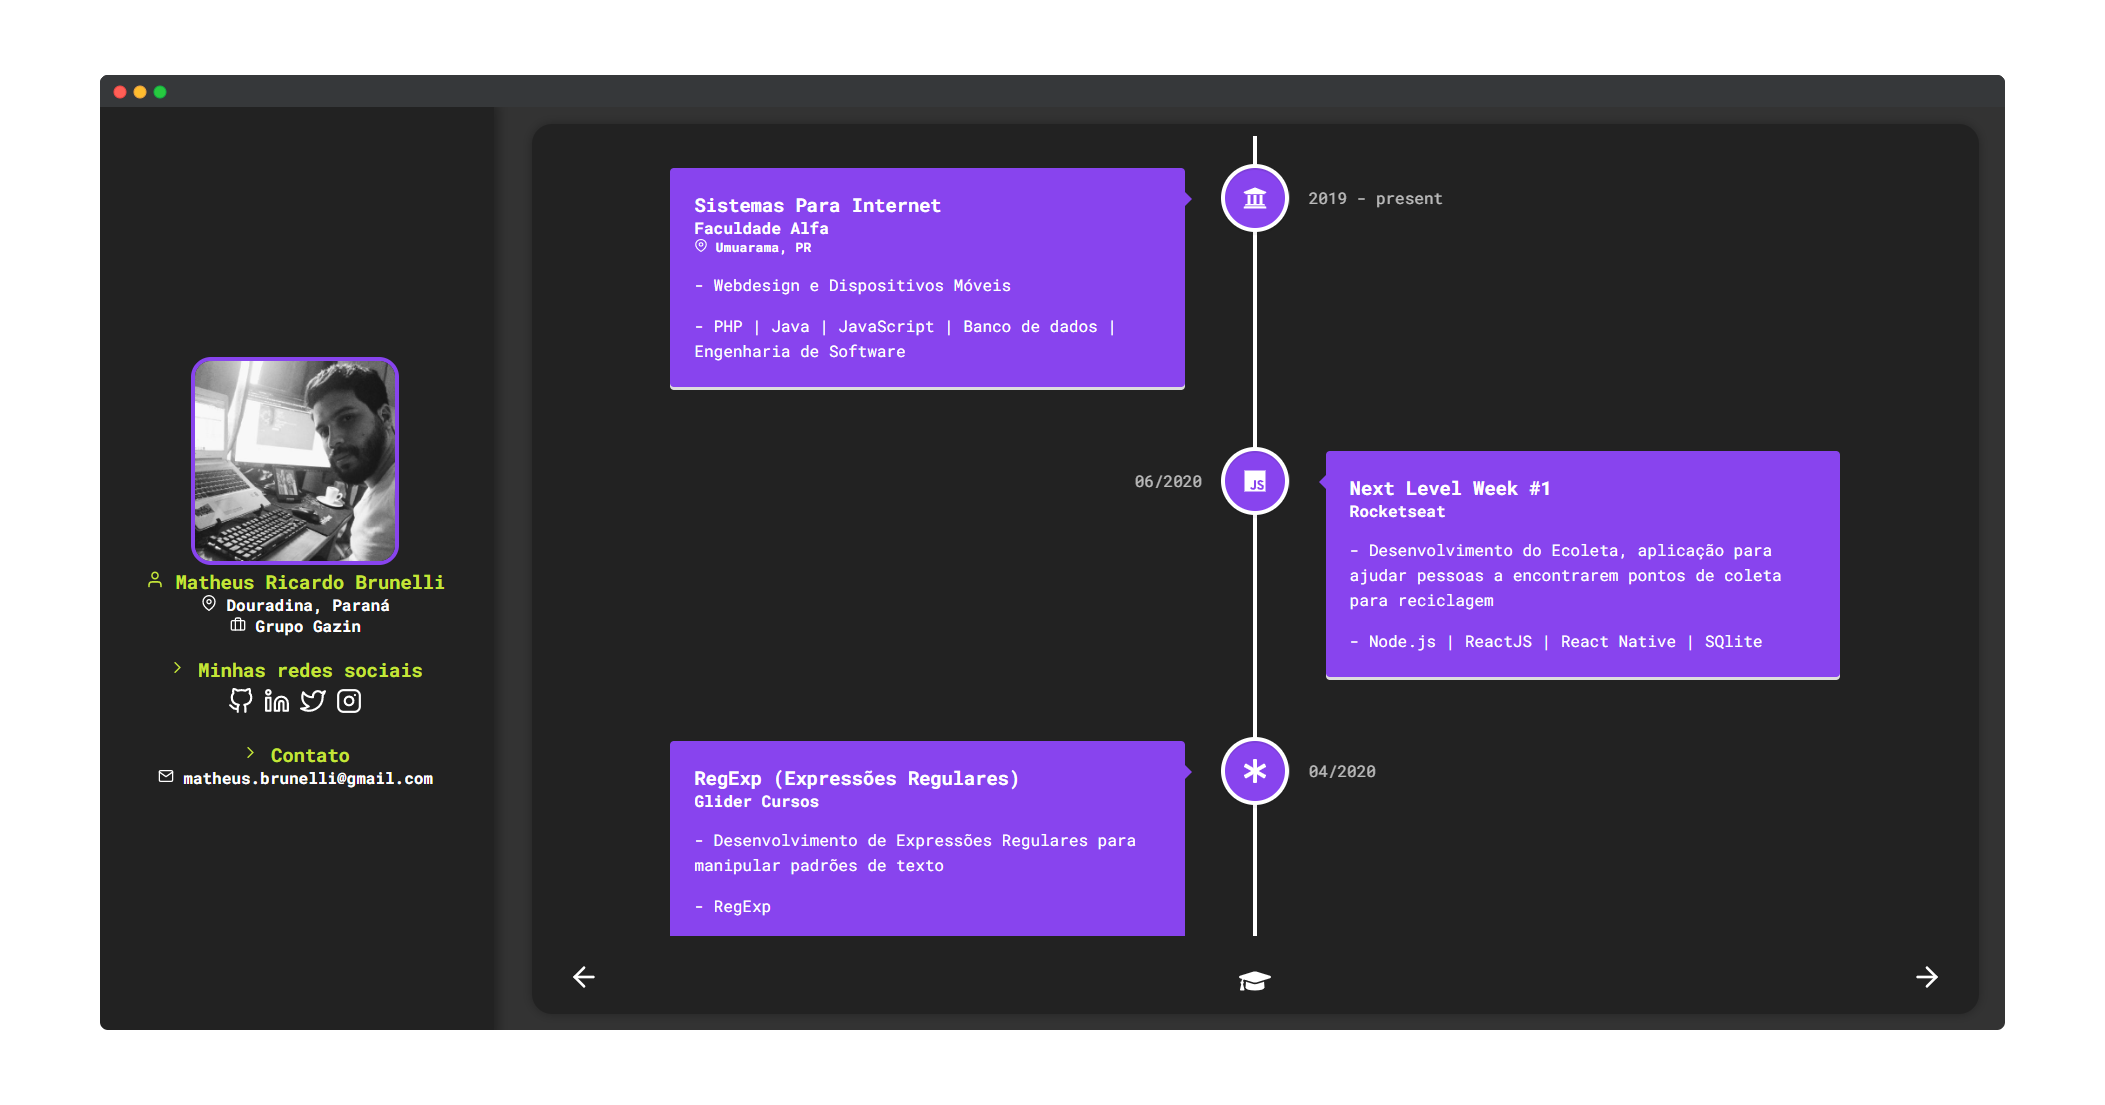 Matheus Ricardo Brunelli
Douradina, Paraná
Grupo Gazin
Minhas redes sociais
Contato
matheus.brunelli@gmail.com
Sistemas Para Internet
Faculdade Alfa
Umuarama, PR
- Webdesign e Dispositivos Móveis
- PHP | Java | JavaScript | Banco de dados |
Engenharia de Software
2019 - present
06/2020
JS
Next Level Week #1
Rocketseat
- Desenvolvimento do Ecoleta, aplicação para
ajudar pessoas a encontrarem pontos de coleta
para reciclagem
- Node.js | ReactJS | React Native | SQlite
RegExp (Expressões Regulares)
Glider Cursos
- Desenvolvimento de Expressões Regulares para
manipular padrões de texto
- RegExp
04/2020